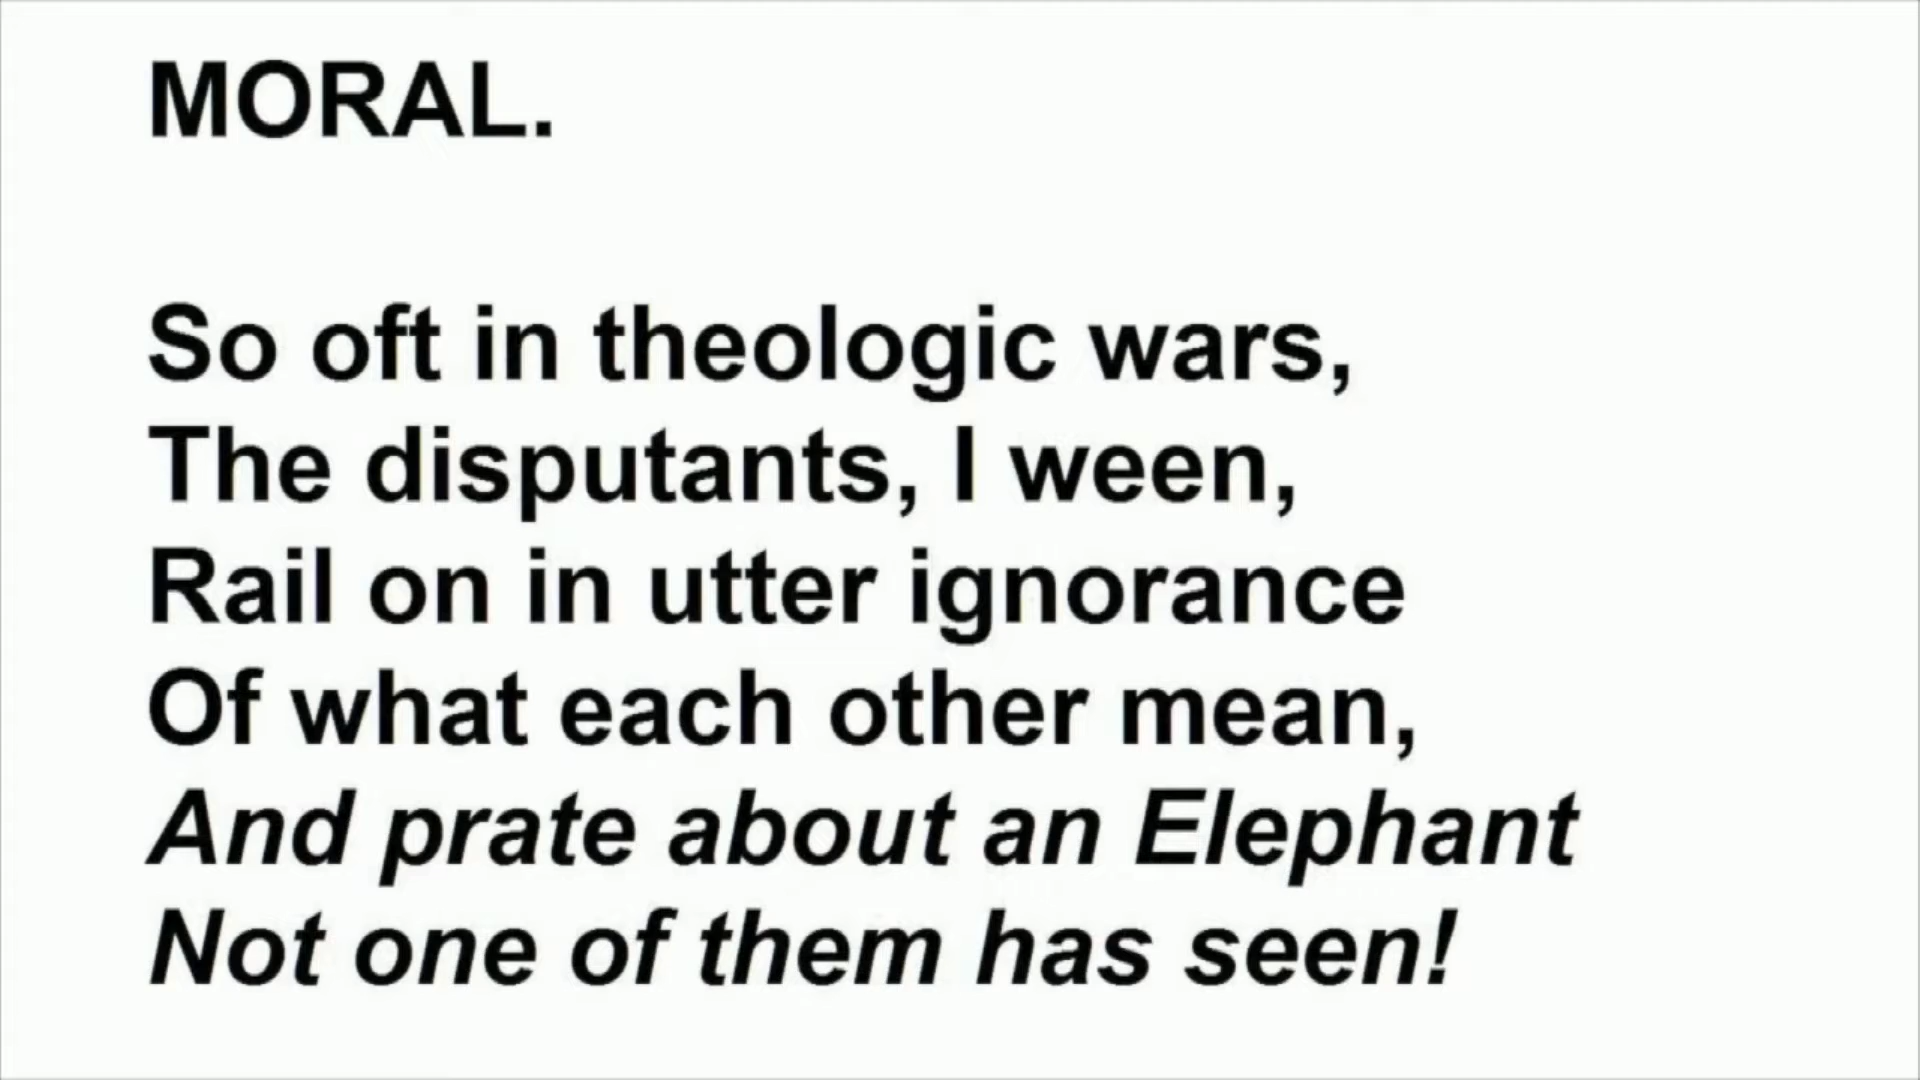 MORAL.
So oft in theologic wars,
The disputants, I ween,
Rail on in utter ignorance
Of what each other mean,
And prate about an Elephant
Not one of them has seen!